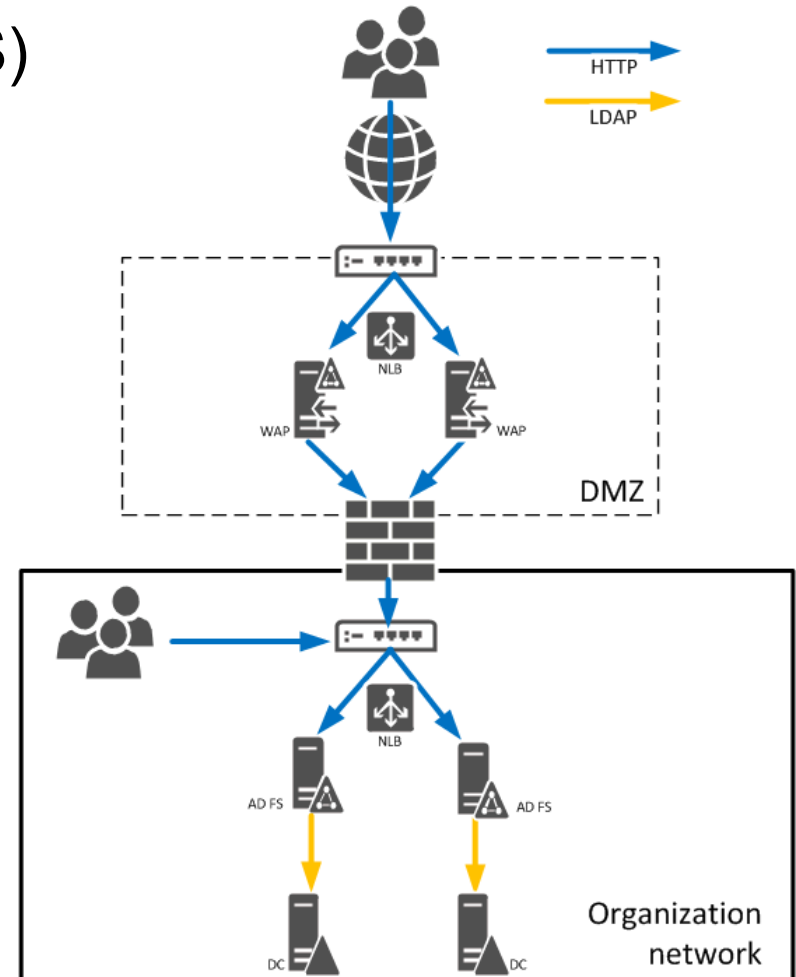 S)
HTTP
LDAP
NLB
WAP
WAP
DMZ
NLB
AD FS
AD FS
Organization
network
DC
DC